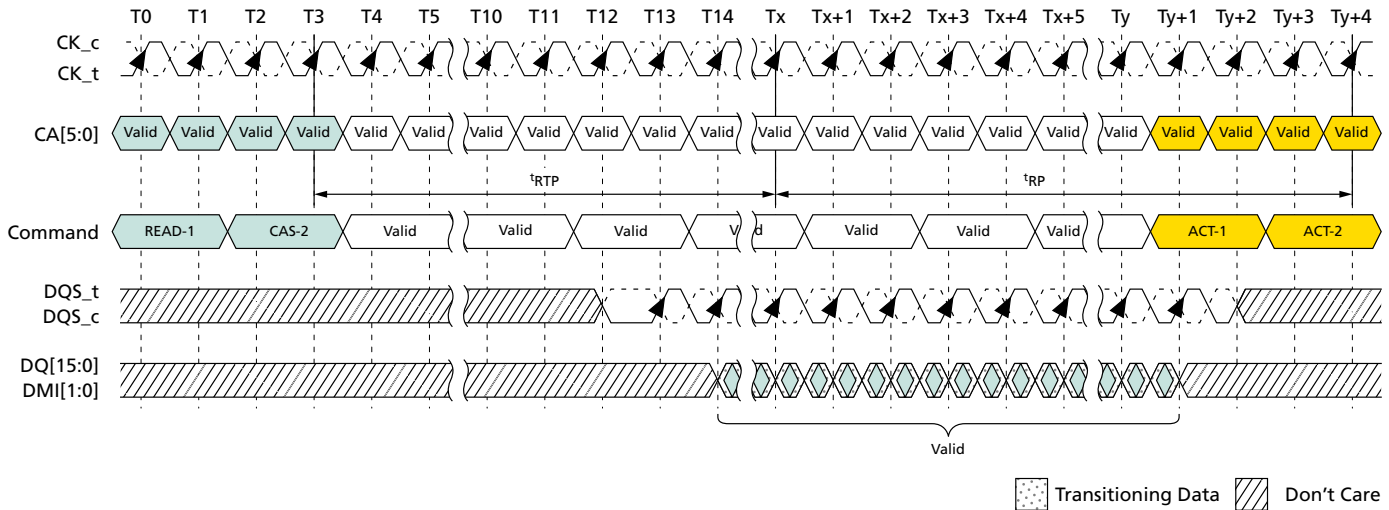 T0 T1 T2 T3 T4 T5 T10 T11 T12 T13 T14 Tx Tx+1 Tx+2 Tx+3 Tx+4 Tx+5 Ty Ty+1 Ty+2 Ty+3 Ty+4
CK_c
CK_t
CA[5:0] Valid Valid Valid Valid Valid Valid Valid Valid Valid Valid Valid Valid Valid Valid Valid Valid Valid Valid Valid Valid Valid Valid
tRTP tRP
Command READ-1 CAS-2 Valid Valid Valid Valid Valid Valid Valid ACT-1 ACT-2
DQS_t
DQS_c
DQ[15:0]
DMI[1:0]
Valid
Transitioning Data Don't Care